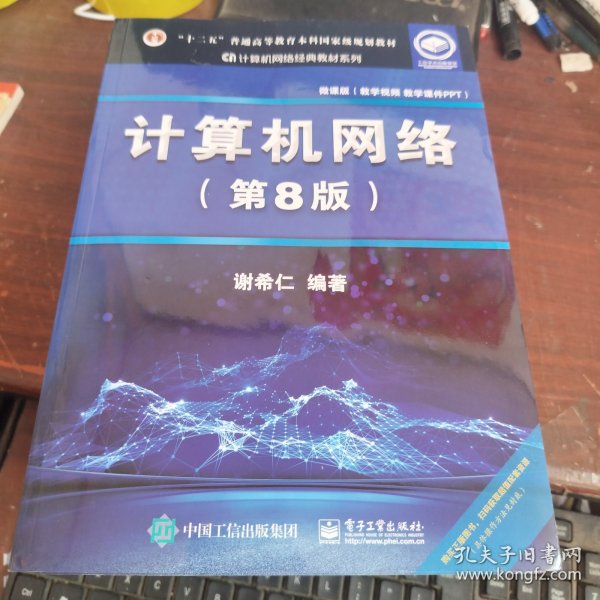 "十二五"普通高等教育本科国家级规划教材
cn 计算机网络经典教材系列
微课版(教学视频 教学课件PPT)
计算机网络
(第8版)
谢希仁 编著
中国工信出版集团
电子工业出版社
PUBLISHING HOUSE OF ELECTRONICS INDUSTRY
http://www.phei.com.cn
孔夫子旧书网
www.kongfz.com